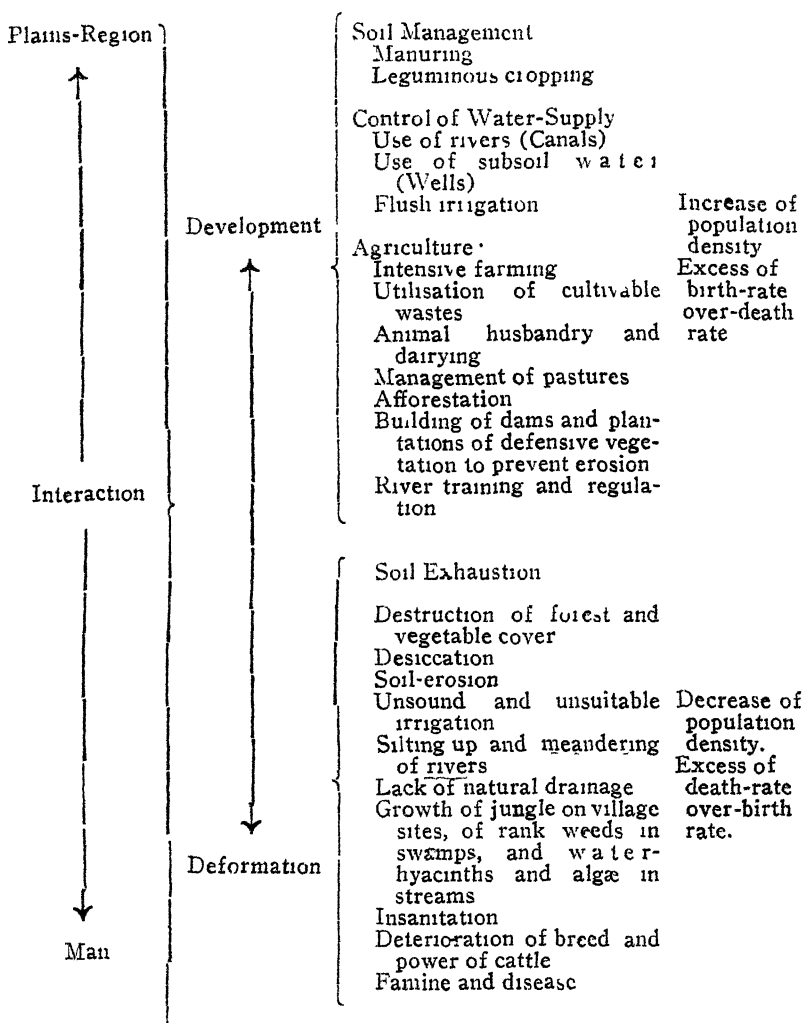 Plains-Region
Interaction
Man
Development
Deformation
Soil Management
Manuring
Leguminous cropping
Control of Water-Supply
Use of rivers (Canals)
Use of subsoil water
(Wells)
Flush irrigation
Agriculture:
Intensive farming
Utilisation of cultivable
wastes
Animal husbandry and
dairying
Management of pastures
Afforestation
Building of dams and plan-
tations of defensive vege-
tation to prevent erosion
River training and regula-
tion
Increase of
population
density
Excess of
birth-rate
over-death
rate
Soil Exhaustion
Destruction of forest and
vegetable cover
Desiccation
Soil-erosion
Unsound and unsuitable
irrigation
Silting up and meandering
of rivers
Lack of natural drainage
Growth of jungle on village
sites, of rank weeds in
swamps, and water-
hyacinths and algæ in
streams
Insanitation
Deterioration of breed and
power of cattle
Famine and disease
Decrease of
population
density.
Excess of
death-rate
over-birth
rate.